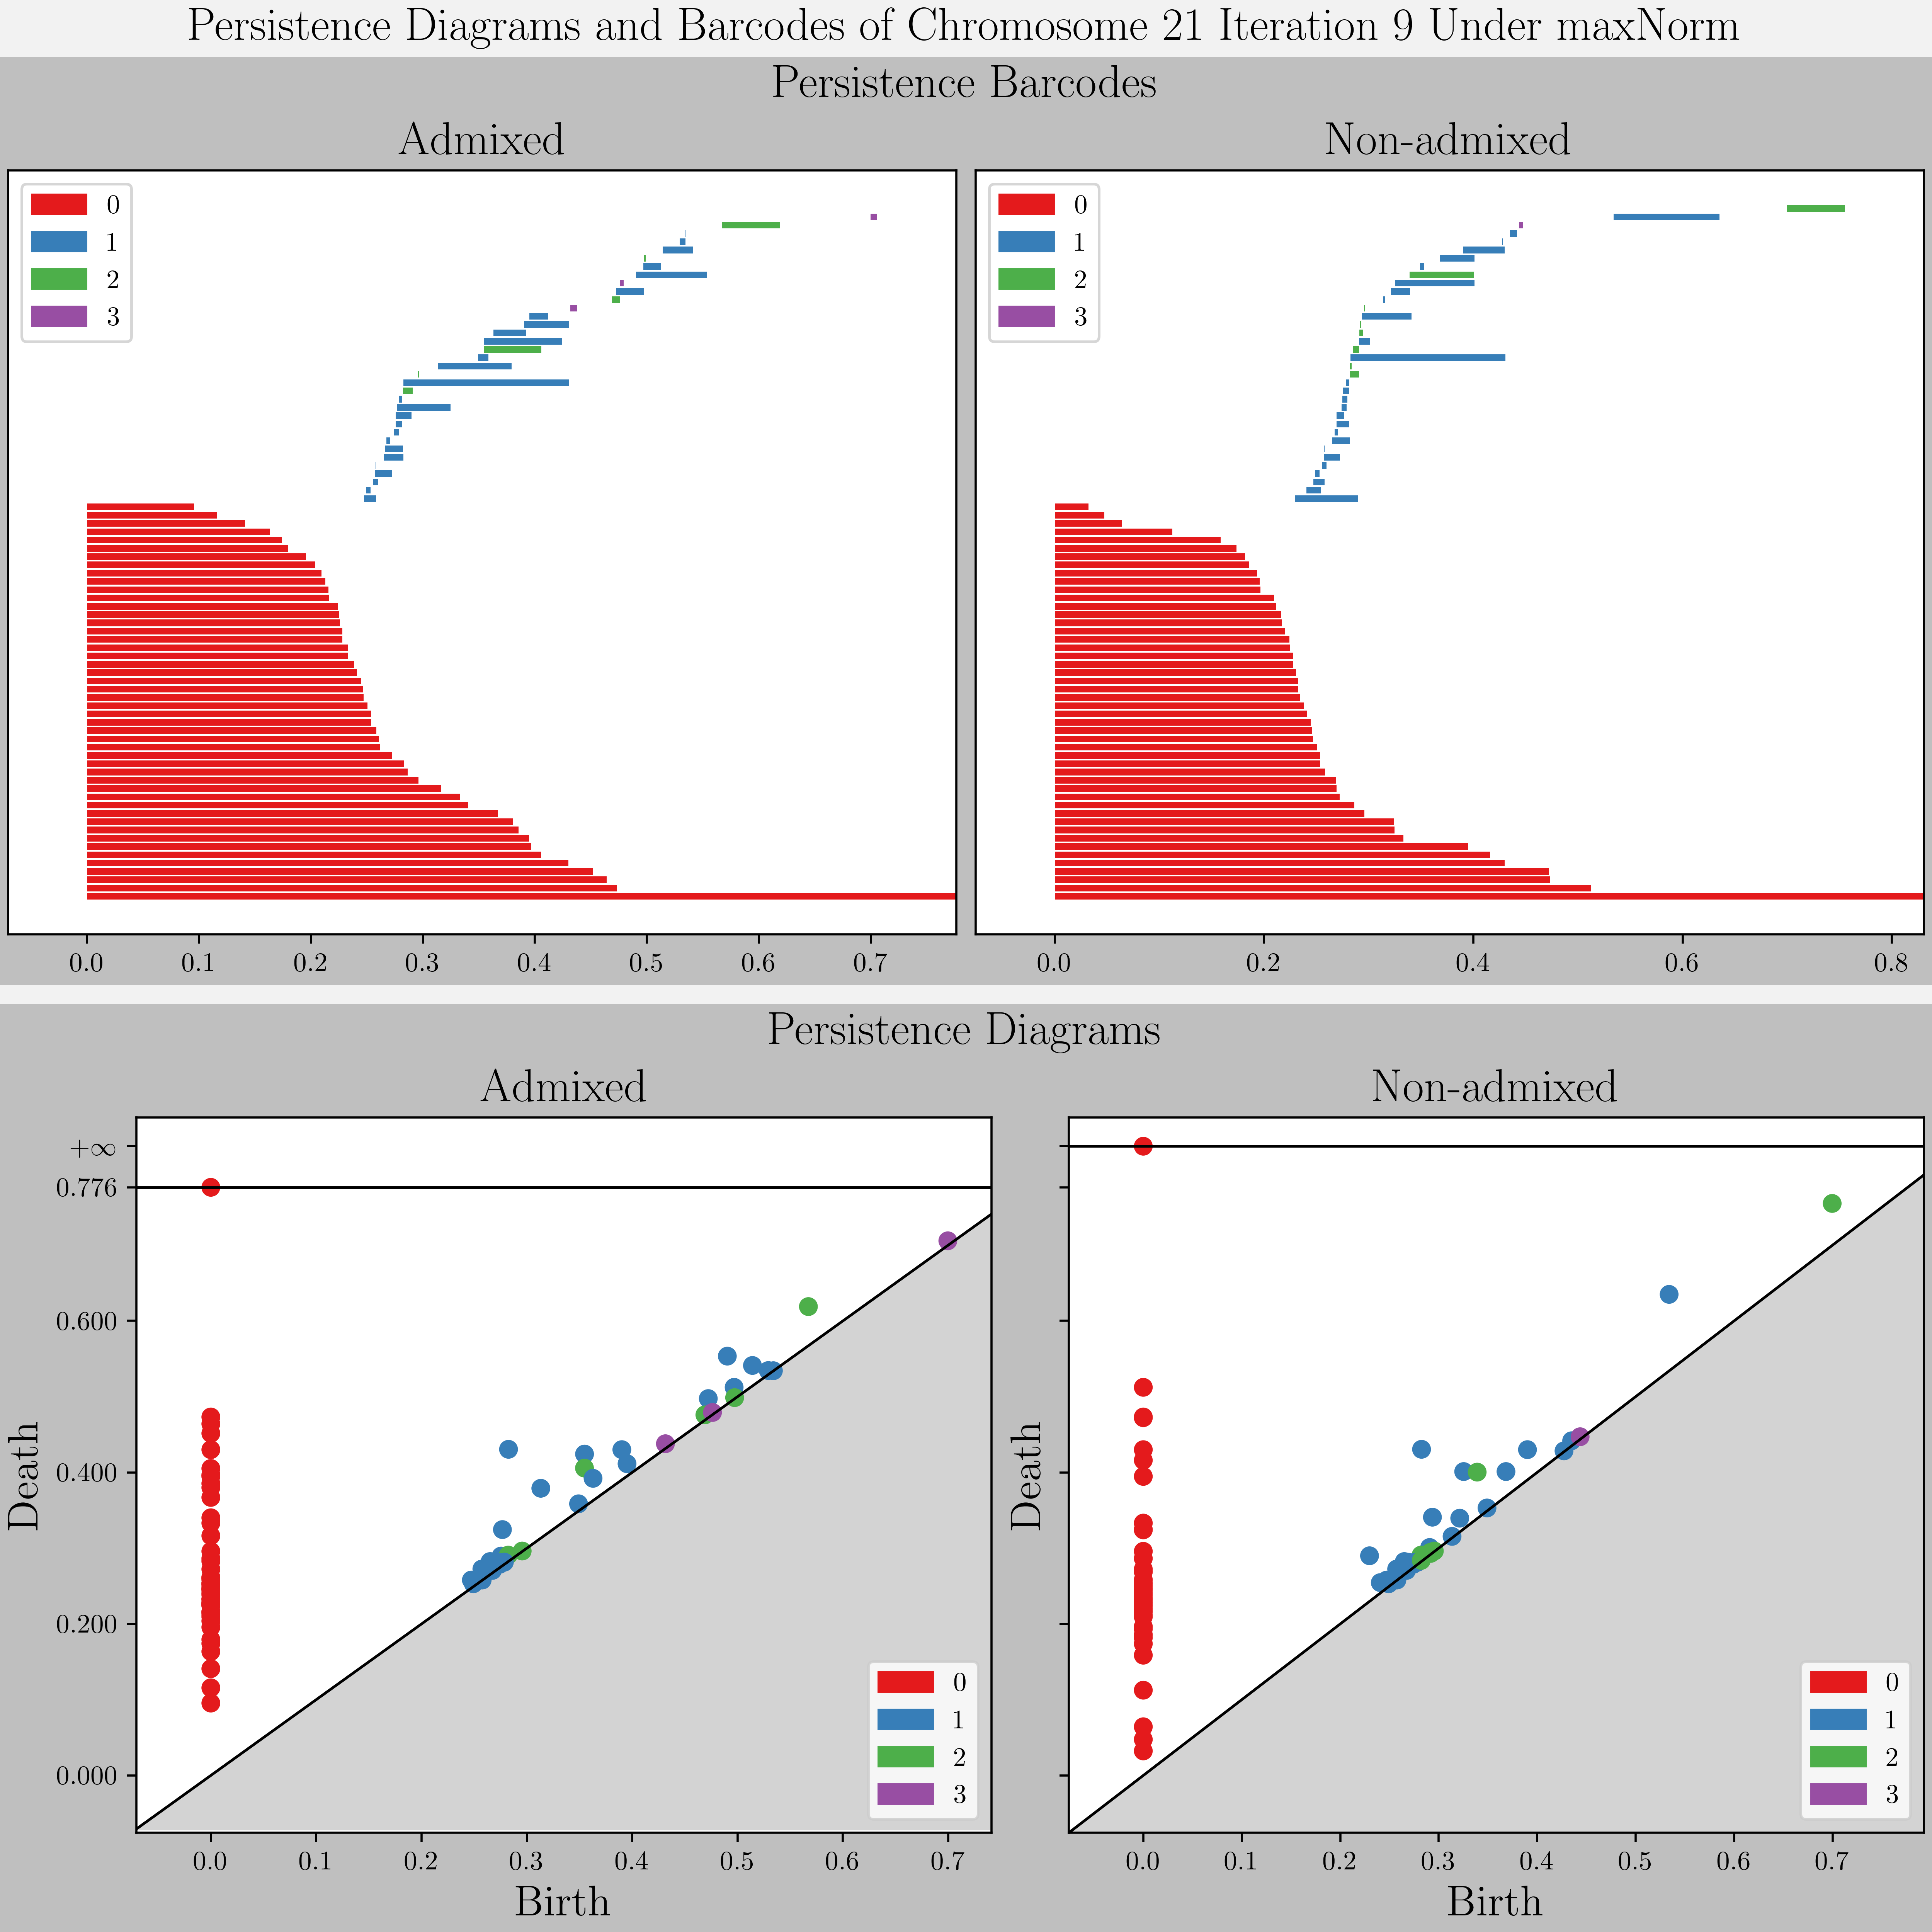 Persistence Diagrams and Barcodes of Chromosome 21 Iteration 9 Under maxNorm
Persistence Barcodes
Admixed
Non-admixed
0
1
2
3
0
1
2
3
0.0 0.1 0.2 0.3 0.4 0.5 0.6 0.7
0.0 0.2 0.4 0.6 0.8
Persistence Diagrams
Admixed
Non-admixed
+∞
0.776
0.600
0.400
0.200
0.000
Death
Death
0
1
2
3
0
1
2
3
0.0 0.1 0.2 0.3 0.4 0.5 0.6 0.7
0.0 0.1 0.2 0.3 0.4 0.5 0.6 0.7
Birth
Birth